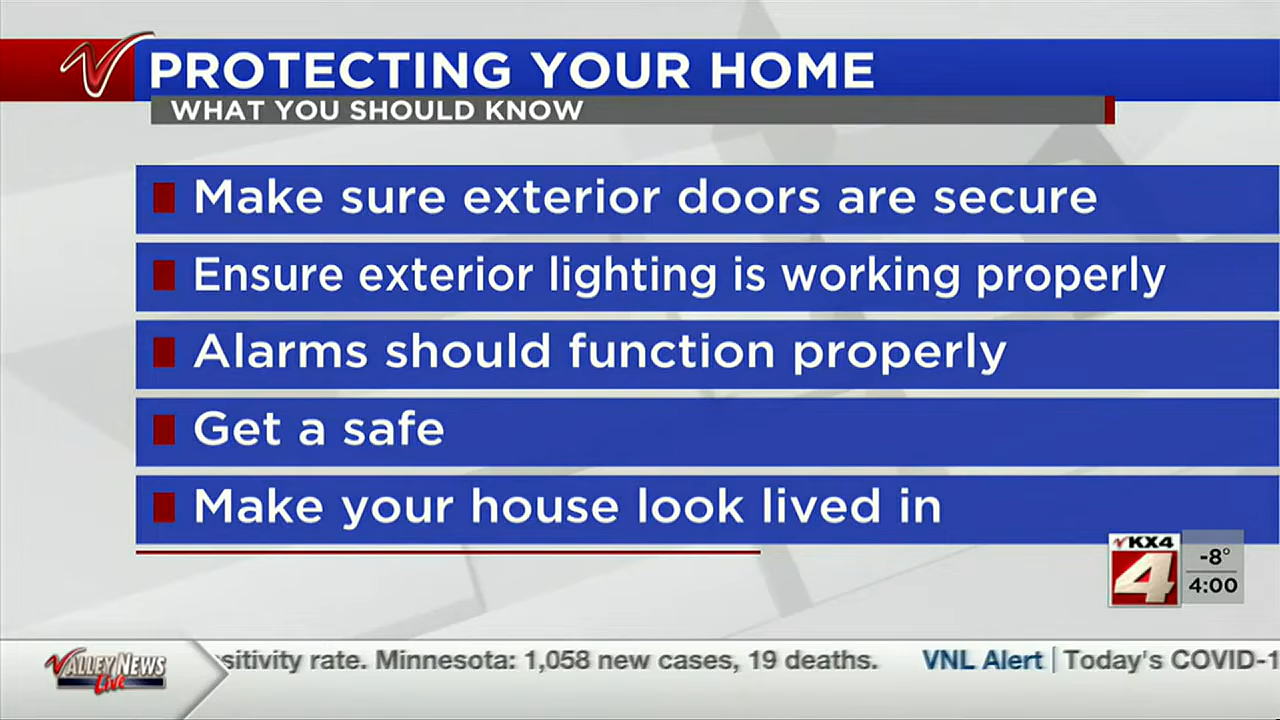 PROTECTING YOUR HOME
WHAT YOU SHOULD KNOW
Make sure exterior doors are secure
Ensure exterior lighting is working properly
Alarms should function properly
Get a safe
Make your house look lived in
KX4
4
-8°
4:00
VALLEY NEWS
Live
sitivity rate. Minnesota: 1,058 new cases, 19 deaths. VNL Alert | Today's COVID-1